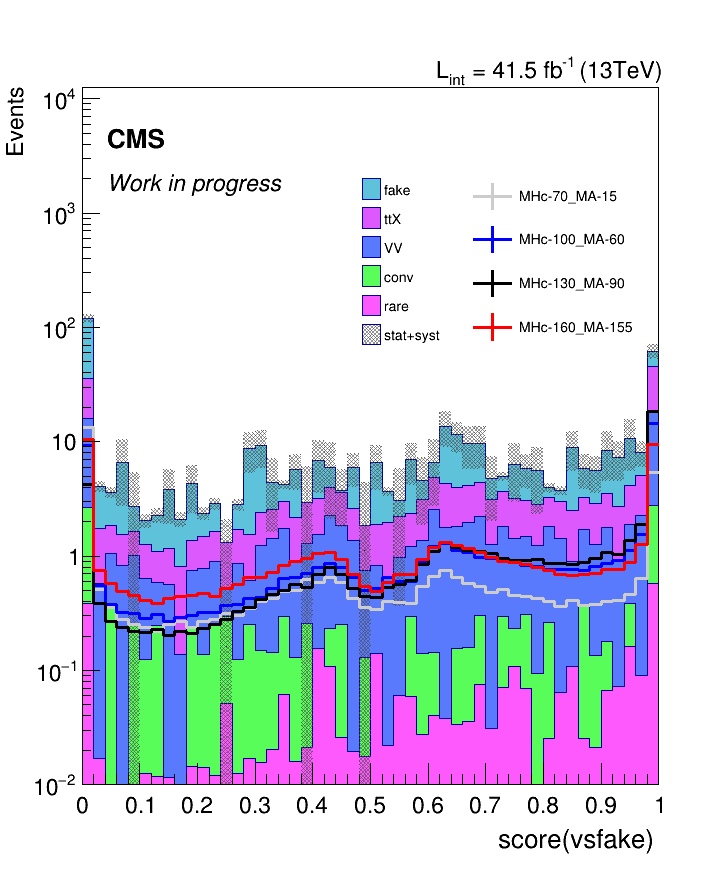 L_int = 41.5 fb^-1 (13TeV)
Events
10^4
CMS
Work in progress
fake
ttX
VV
conv
rare
stat+syst
MHc-70_MA-15
MHc-100_MA-60
MHc-130_MA-90
MHc-160_MA-155
10^3
10^2
10
1
10^-1
10^-2
0 0.1 0.2 0.3 0.4 0.5 0.6 0.7 0.8 0.9 1
score(vsfake)